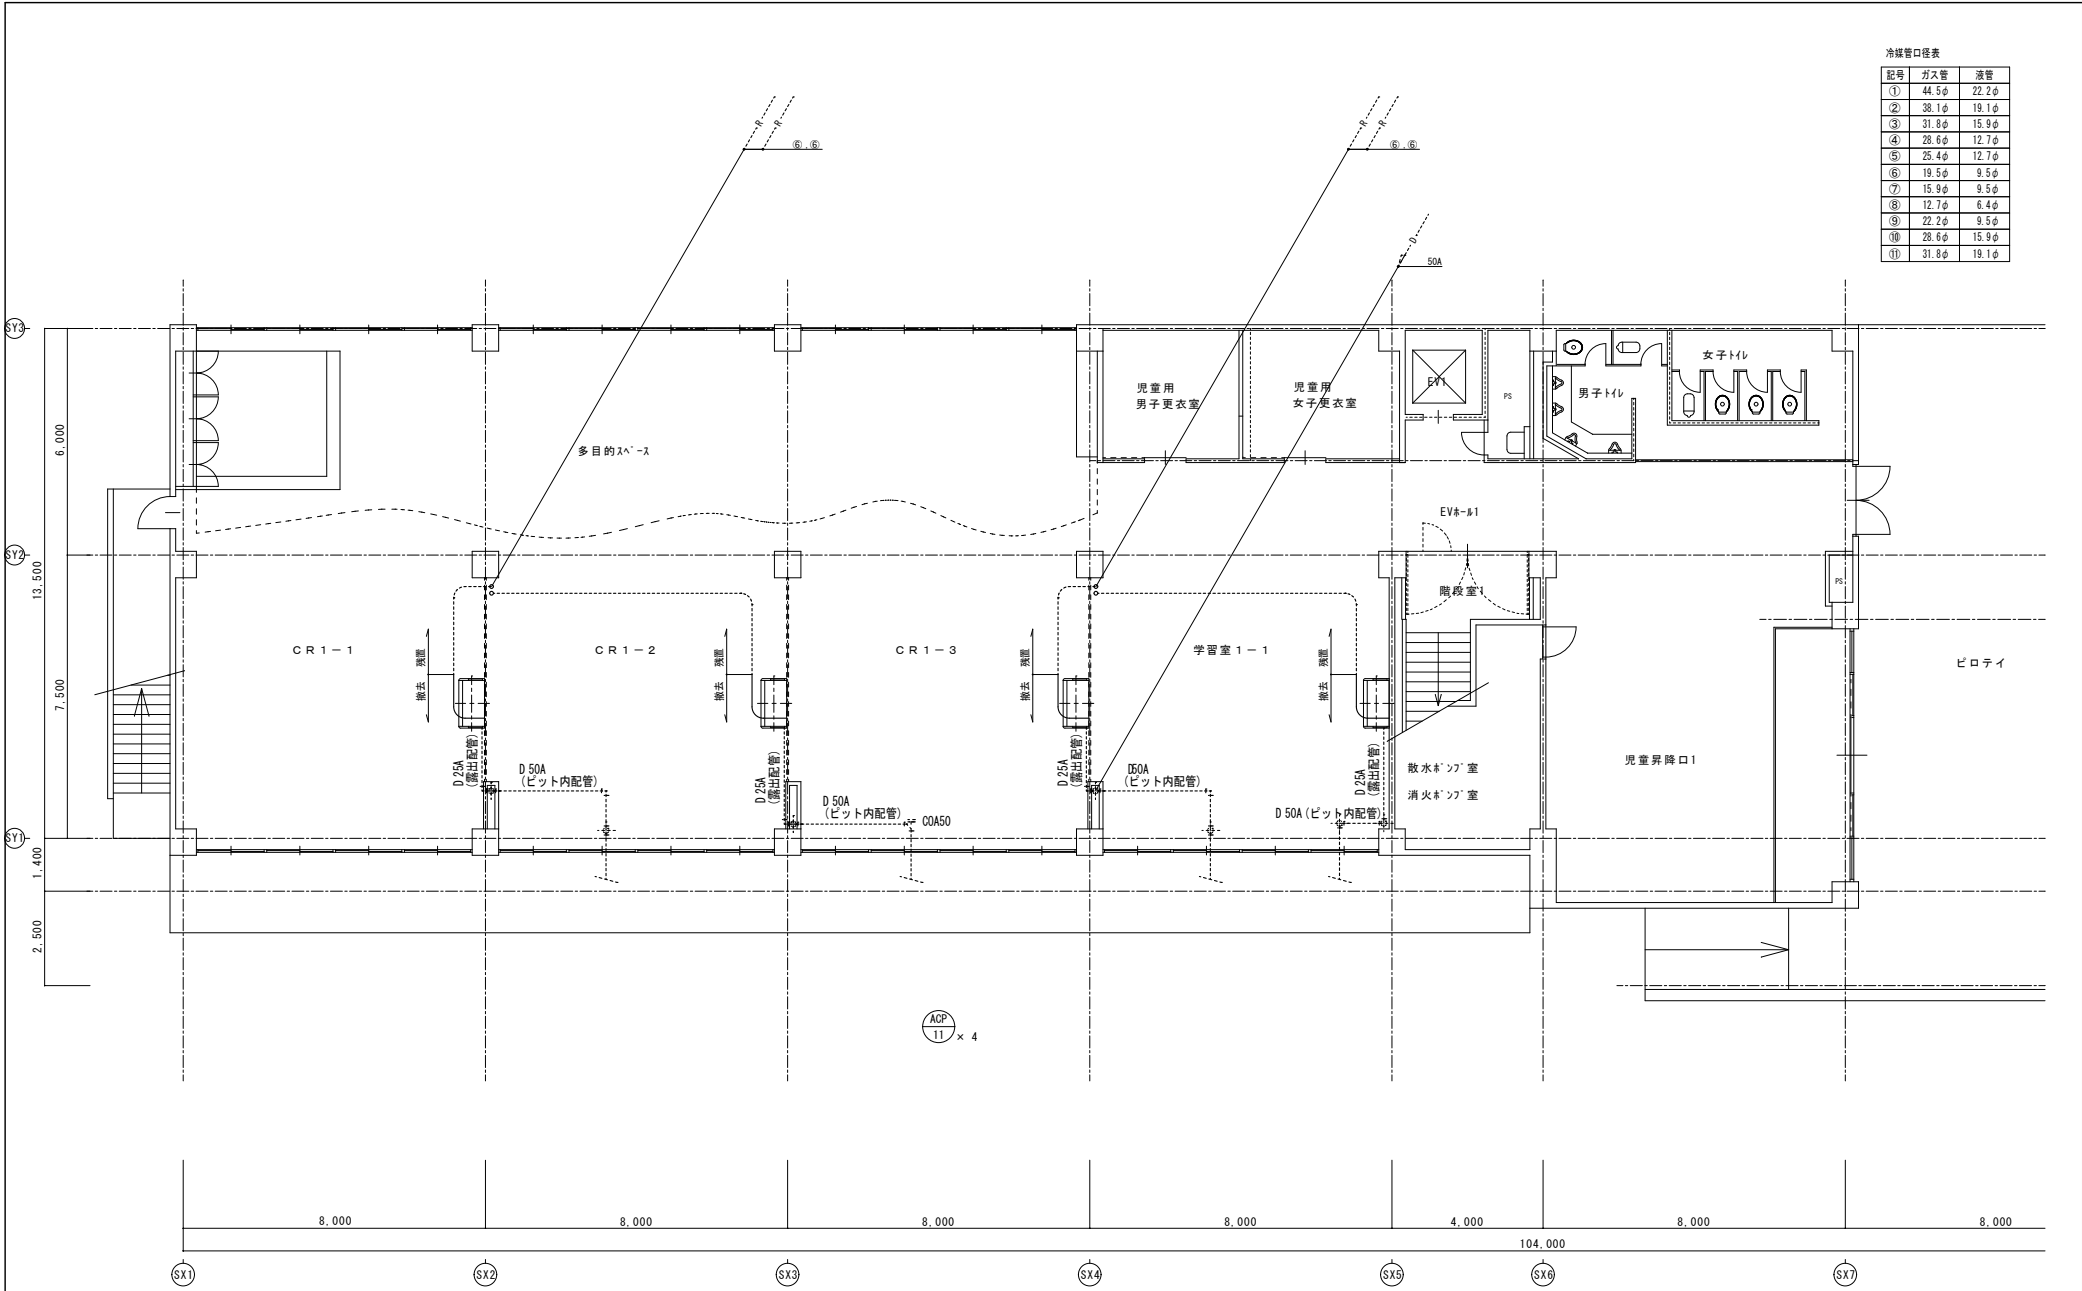 冷媒管口径表
記号 ガス管 液管
① 44.5φ 22.2φ
② 38.1φ 19.1φ
③ 31.8φ 15.9φ
④ 28.6φ 12.7φ
⑤ 25.4φ 12.7φ
⑥ 19.5φ 9.5φ
⑦ 15.9φ 9.5φ
⑧ 12.7φ 6.4φ
⑨ 22.2φ 9.5φ
⑩ 28.6φ 15.9φ
⑪ 31.8φ 19.1φ
R R
⑥.⑥
R R
⑥.⑥
D
50A
SY3
SY2
SY1
6,000
13,500
7,500
1,400
2,500
多目的スペース
児童用
男子更衣室
児童用
女子更衣室
EV1
PS
男子トイレ
女子トイレ
EVホール1
階段室1
PS
ピロティ
CR1-1
CR1-2
CR1-3
学習室1-1
撤去 残置
撤去 残置
撤去 残置
撤去 残置
D 25A
(露出配管)
D 50A
(ピット内配管)
D 25A
(露出配管)
D 50A
(ピット内配管)
COA50
D 25A
(露出配管)
D 50A
(ピット内配管)
D 25A
(露出配管)
D 50A (ピット内配管)
散水ポンプ室
消火ポンプ室
児童昇降口1
ACP
11 × 4
8,000 8,000 8,000 8,000 4,000 8,000 8,000
104,000
SX1 SX2 SX3 SX4 SX5 SX6 SX7